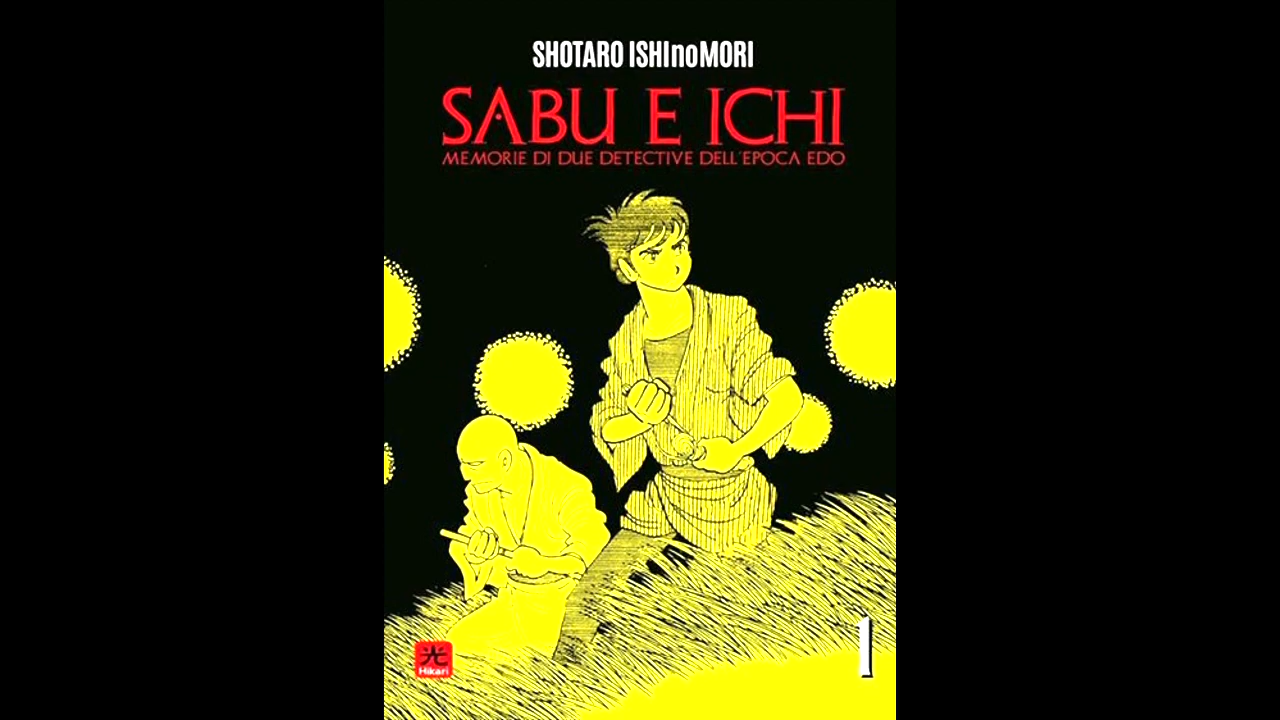 SHOTARO ISHInoMORI
SABU E ICHI
MEMORIE DI DUE DETECTIVE DELL'EPOCA EDO
1
光
Hikari